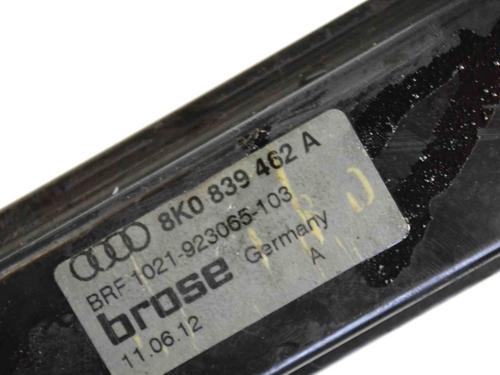 8K0 839 462 A
BRF 1021-923065-103
brose Germany
11.06.12 A